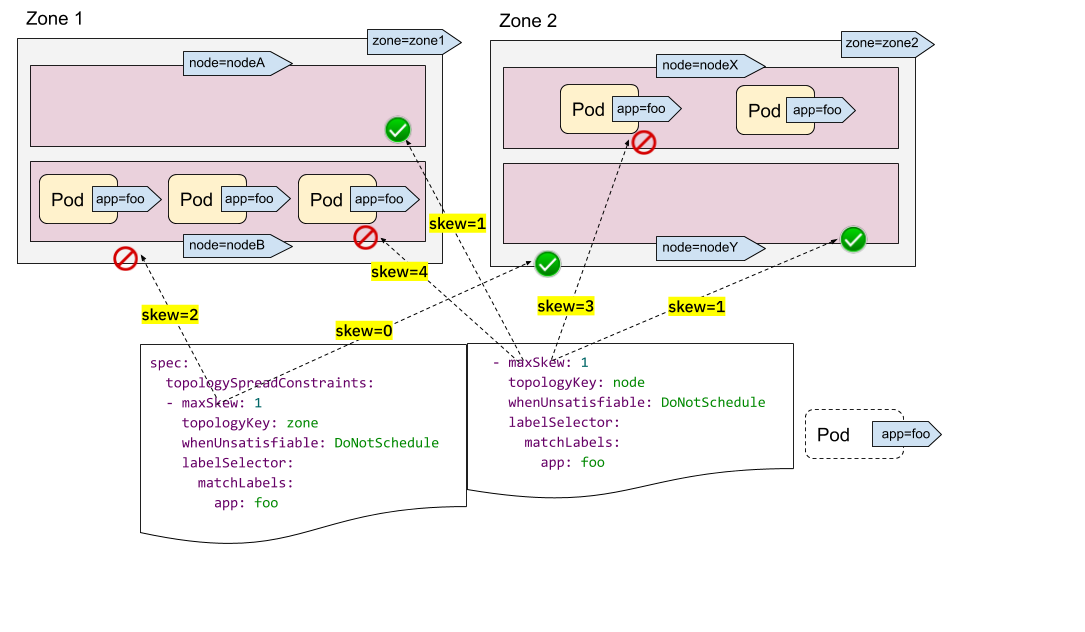 Zone 1
zone=zone1
node=nodeA
Pod
app=foo
Pod
app=foo
Pod
app=foo
node=nodeB
Zone 2
zone=zone2
node=nodeX
Pod
app=foo
Pod
app=foo
node=nodeY
skew=1
skew=4
skew=2
skew=0
skew=3
skew=1
spec:
topologySpreadConstraints:
- maxSkew: 1
topologyKey: zone
whenUnsatisfiable: DoNotSchedule
labelSelector:
matchLabels:
app: foo
- maxSkew: 1
topologyKey: node
whenUnsatisfiable: DoNotSchedule
labelSelector:
matchLabels:
app: foo
Pod
app=foo